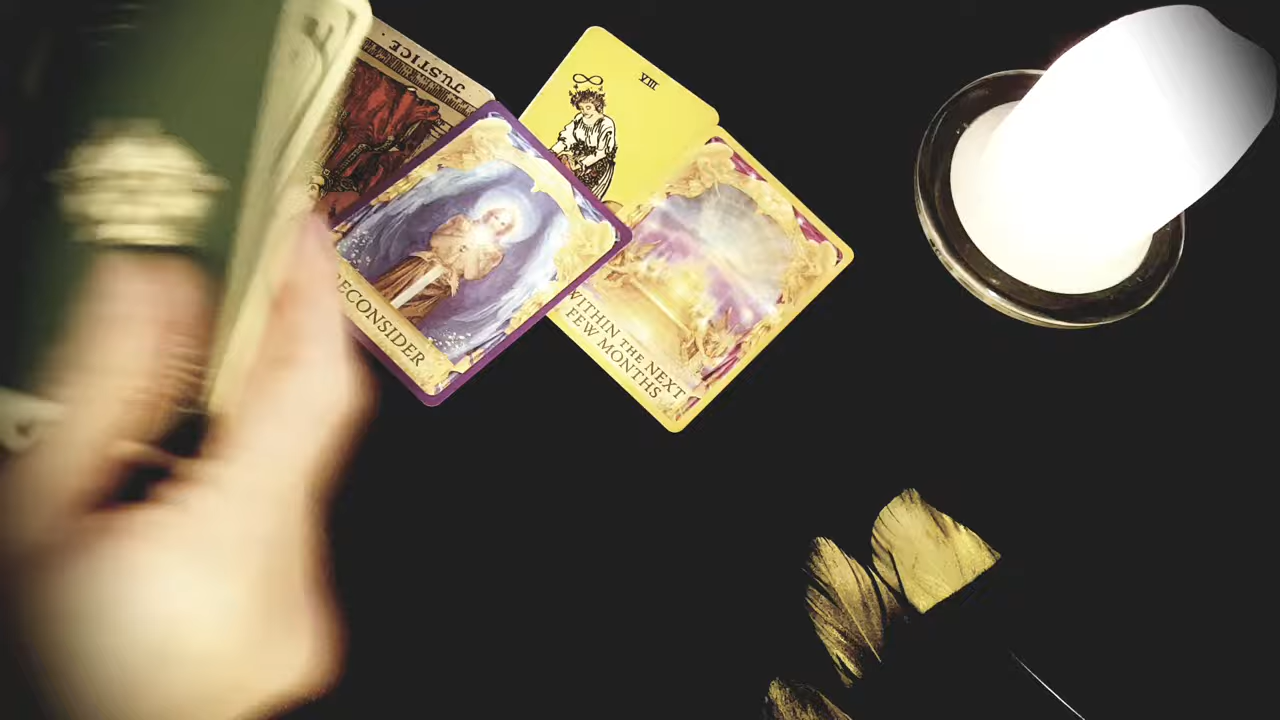 JUSTICE.
VIII
RECONSIDER
WITHIN THE NEXT
FEW MONTHS